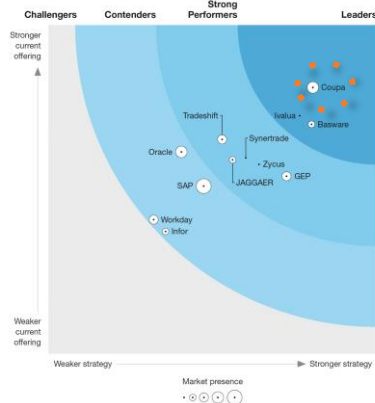 Challengers
Contenders
Strong
Performers
Leaders
Stronger
current
offering
Coupa
Ivalua
Basware
Tradeshift
Synertrade
Oracle
Zycus
GEP
JAGGAER
SAP
Workday
Infor
Weaker
current
offering
Weaker strategy
Stronger strategy
Market presence